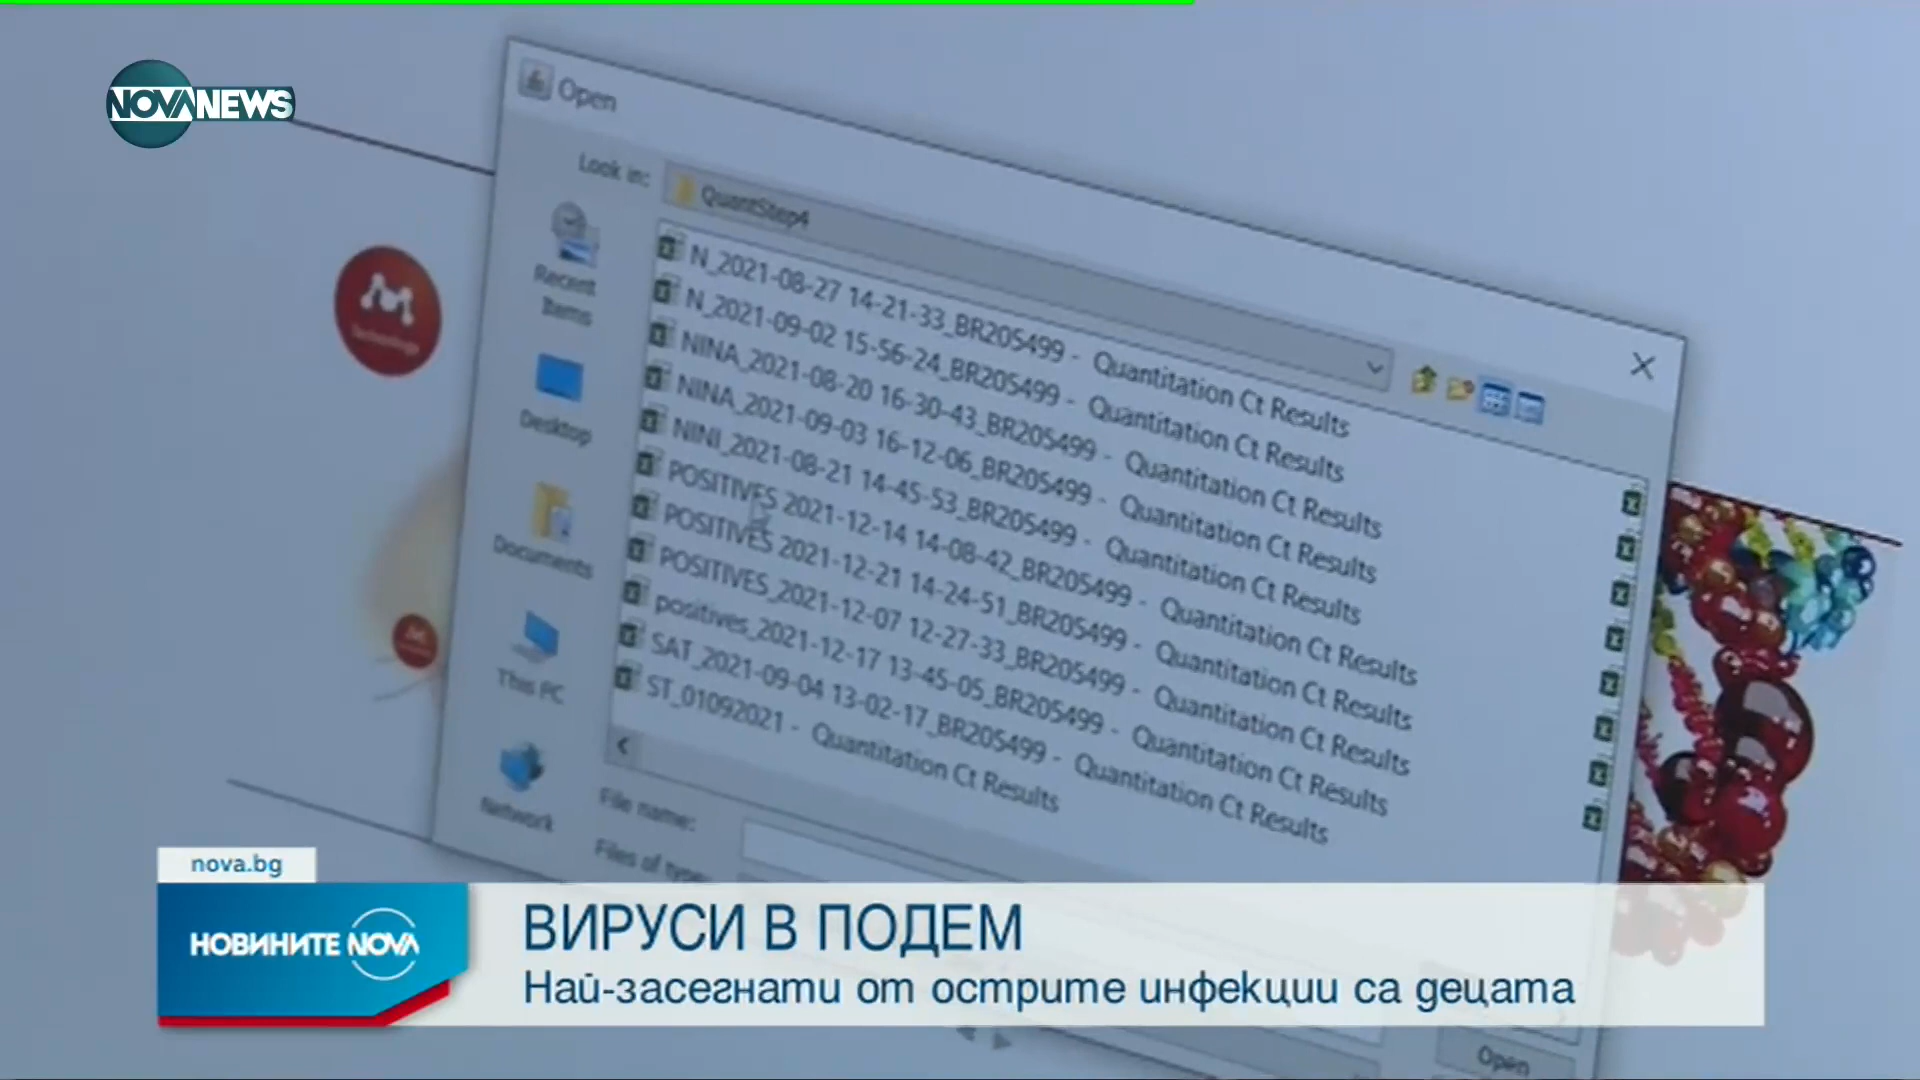 NOVANEWS
Open
Look in:
QuantStep4
N_2021-08-27 14-21-33_BR205499 - Quantitation Ct Results
N_2021-09-02 15-56-24_BR205499 - Quantitation Ct Results
NINA_2021-08-20 16-30-43_BR205499 - Quantitation Ct Results
NINA_2021-09-03 16-12-06_BR205499 - Quantitation Ct Results
NINI_2021-08-21 14-45-53_BR205499 - Quantitation Ct Results
POSITIVES 2021-12-14 14-08-42_BR205499 - Quantitation Ct Results
POSITIVES 2021-12-21 14-24-51_BR205499 - Quantitation Ct Results
POSITIVES_2021-12-07 12-27-33_BR205499 - Quantitation Ct Results
positives_2021-12-17 13-45-05_BR205499 - Quantitation Ct Results
SAT_2021-09-04 13-02-17_BR205499 - Quantitation Ct Results
ST_01092021 - Quantitation Ct Results
Recent
Items
Desktop
Documents
This PC
Network
File name:
Files of type:
Open
nova.bg
НОВИНИТЕ NOVA
ВИРУСИ В ПОДЕМ
Най-засегнати от острите инфекции са децата